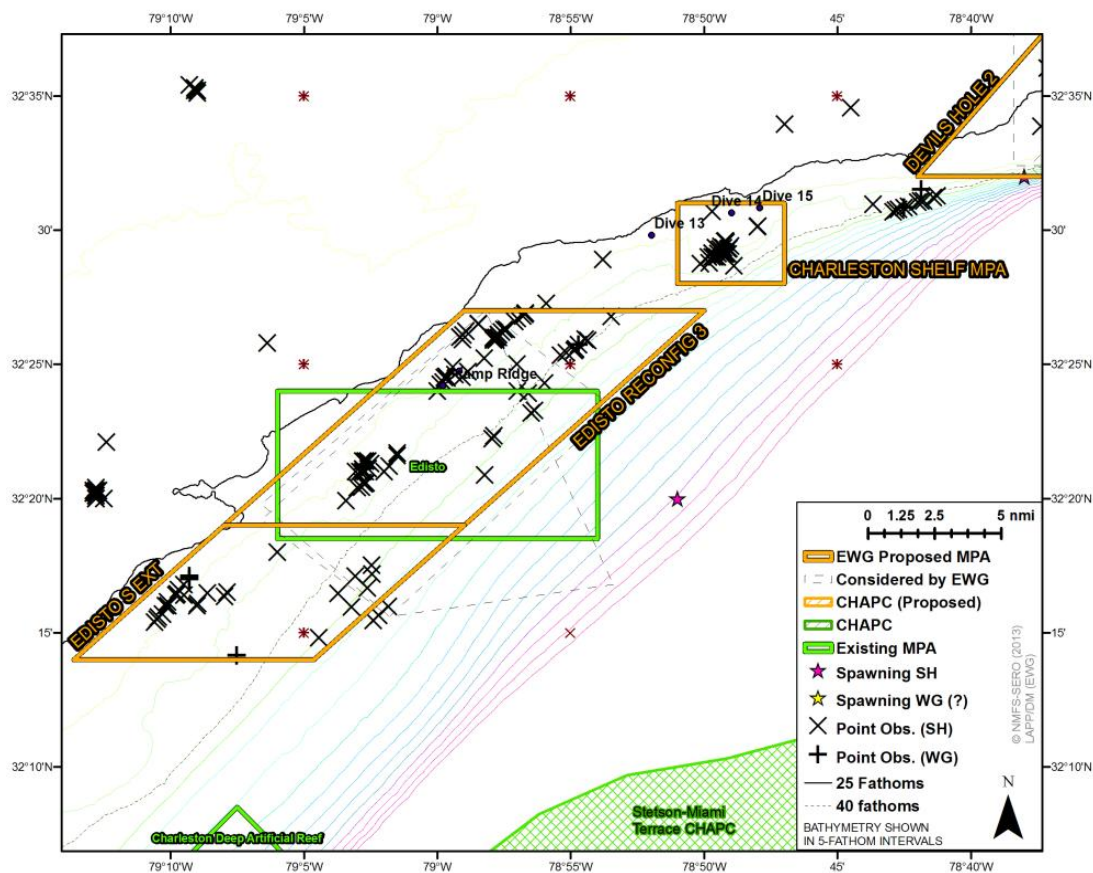 79°10'W 79°5'W 79°0'W 78°55'W 78°50'W 45' 78°40'W
32°35'N
32°35'N
DEVILS HOLE 2
Dive 14 Dive 15
Dive 13
32°30'
30'
CHARLESTON SHELF MPA
32°25'N
32°25'N
EDISTO RECONFIG 3
Edisto
32°20'N
32°20'N
EDISTO S EXT
32°15'
15'
32°10'N
32°10'N
Charleston Deep Artificial Reef
Stetson-Miami
Terrace CHAPC
0 1.25 2.5 5 nmi
EWG Proposed MPA
Considered by EWG
CHAPC (Proposed)
CHAPC
Existing MPA
Spawning SH
Spawning WG (?)
Point Obs. (SH)
Point Obs. (WG)
25 Fathoms
40 fathoms
BATHYMETRY SHOWN
IN 5-FATHOM INTERVALS
N
© NMFS-SERO (2013)
LAPP/DM (EWG)
79°10'W 79°5'W 79°0'W 78°55'W 78°50'W 45' 78°40'W